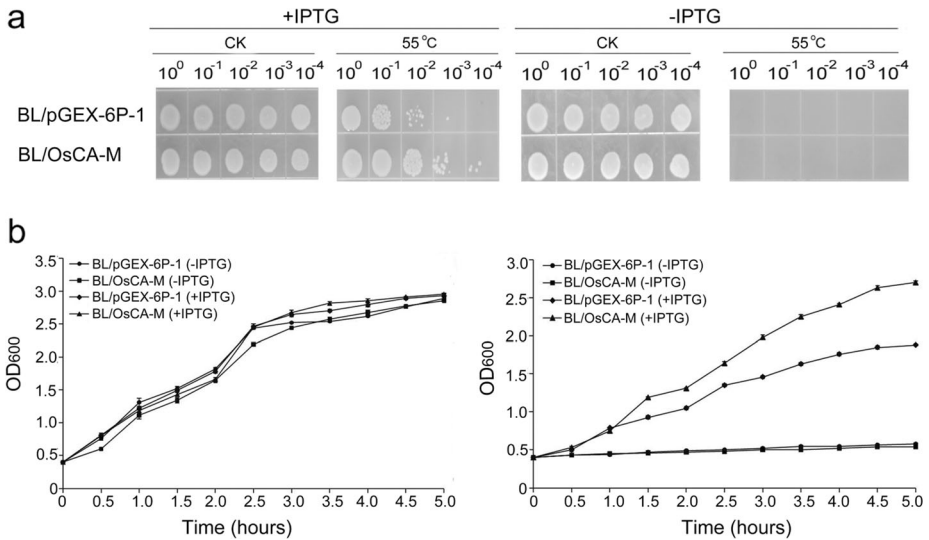 a
+IPTG -IPTG
CK 55°C CK 55°C
10⁰ 10⁻¹ 10⁻² 10⁻³ 10⁻⁴ 10⁰ 10⁻¹ 10⁻² 10⁻³ 10⁻⁴ 10⁰ 10⁻¹ 10⁻² 10⁻³ 10⁻⁴ 10⁰ 10⁻¹ 10⁻² 10⁻³ 10⁻⁴
BL/pGEX-6P-1
BL/OsCA-M
b
BL/pGEX-6P-1 (-IPTG)
BL/OsCA-M (-IPTG)
BL/pGEX-6P-1 (+IPTG)
BL/OsCA-M (+IPTG)
3.5
3.0
2.5
2.0
1.5
1.0
0.5
0
OD600
0 0.5 1.0 1.5 2.0 2.5 3.0 3.5 4.0 4.5 5.0
Time (hours)
BL/pGEX-6P-1 (-IPTG)
BL/OsCA-M (-IPTG)
BL/pGEX-6P-1 (+IPTG)
BL/OsCA-M (+IPTG)
3.0
2.5
2.0
1.5
1.0
0.5
0
OD600
0 0.5 1.0 1.5 2.0 2.5 3.0 3.5 4.0 4.5 5.0
Time (hours)